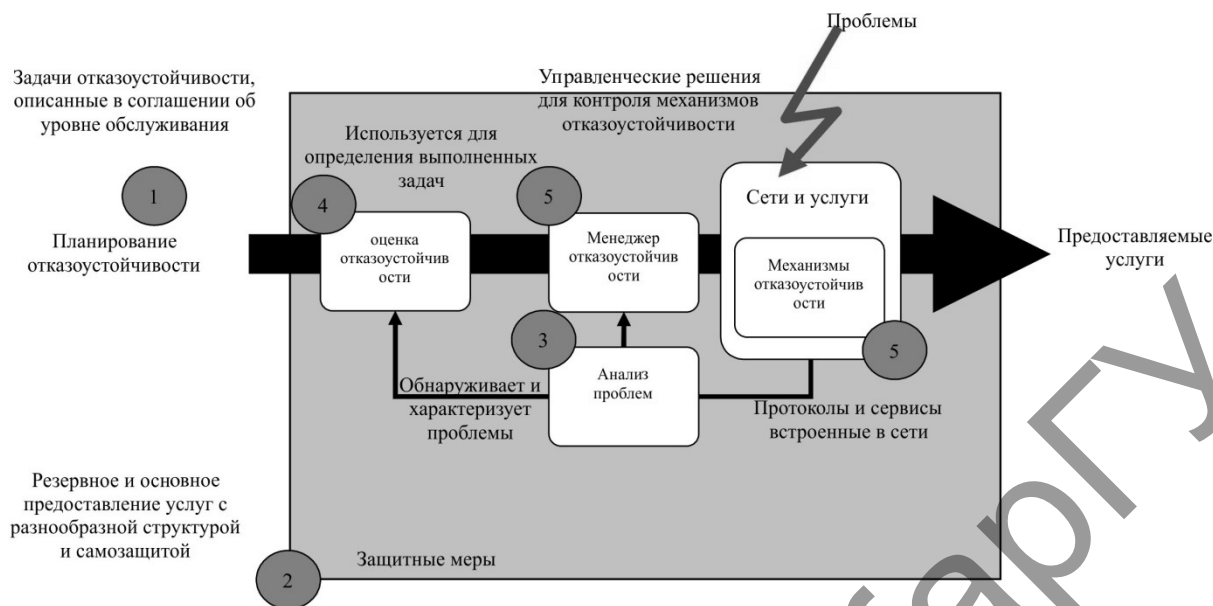 Проблемы
Задачи отказоустойчивости,
описанные в соглашении об
уровне обслуживания
Управленческие решения
для контроля механизмов
отказоустойчивости
Используется для
определения выполненных
задач
1
4
5
Сети и услуги
Планирование
отказоустойчивости
оценка
отказоустойчив
ости
Менеджер
отказоустойчив
ости
Механизмы
отказоустойчив
ости
Предоставляемые
услуги
3
5
Анализ
проблем
Обнаруживает и
характеризует
проблемы
Протоколы и сервисы
встроенные в сети
Резервное и основное
предоставление услуг с
разнообразной структурой
и самозащитой
2
Защитные меры
арГУ